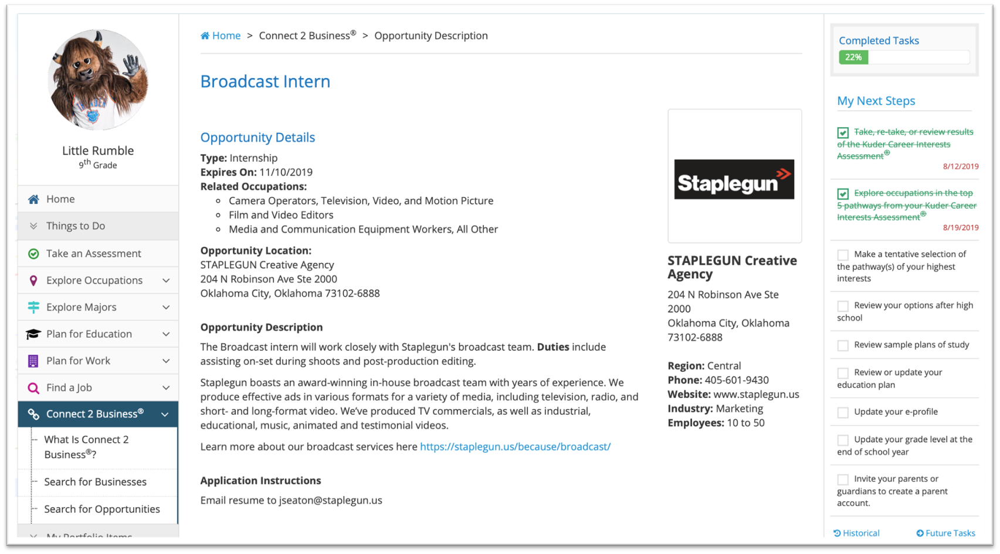 THUNDER
Little Rumble
9th Grade
Home
Things to Do
Take an Assessment
Explore Occupations
Explore Majors
Plan for Education
Plan for Work
Find a Job
Connect 2 Business®
What Is Connect 2
Business®?
Search for Businesses
Search for Opportunities
My Portfolio Items
Home > Connect 2 Business® > Opportunity Description
Broadcast Intern
Opportunity Details
Type: Internship
Expires On: 11/10/2019
Related Occupations:
Camera Operators, Television, Video, and Motion Picture
Film and Video Editors
Media and Communication Equipment Workers, All Other
Opportunity Location:
STAPLEGUN Creative Agency
204 N Robinson Ave Ste 2000
Oklahoma City, Oklahoma 73102-6888
Opportunity Description
The Broadcast intern will work closely with Staplegun's broadcast team. Duties include
assisting on-set during shoots and post-production editing.
Staplegun boasts an award-winning in-house broadcast team with years of experience. We
produce effective ads in various formats for a variety of media, including television, radio, and
short- and long-format video. We’ve produced TV commercials, as well as industrial,
educational, music, animated and testimonial videos.
Learn more about our broadcast services here https://staplegun.us/because/broadcast/
Application Instructions
Email resume to jseaton@staplegun.us
Staplegun
STAPLEGUN Creative
Agency
204 N Robinson Ave Ste
2000
Oklahoma City, Oklahoma
73102-6888
Region: Central
Phone: 405-601-9430
Website: www.staplegun.us
Industry: Marketing
Employees: 10 to 50
Completed Tasks
22%
My Next Steps
Take, re-take, or review results
of the Kuder Career Interests
Assessment®
8/12/2019
Explore occupations in the top
5 pathways from your Kuder Career
Interests Assessment®
8/19/2019
Make a tentative selection of
the pathway(s) of your highest
interests
Review your options after high
school
Review sample plans of study
Review or update your
education plan
Update your e-profile
Update your grade level at the
end of school year
Invite your parents or
guardians to create a parent
account.
Historical
Future Tasks